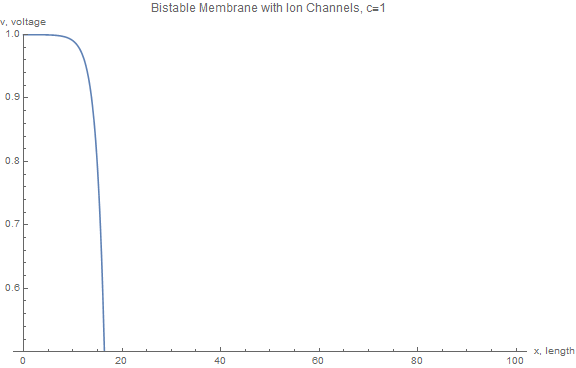 Bistable Membrane with Ion Channels, c=1
v, voltage
1.0
0.9
0.8
0.7
0.6
0 20 40 60 80 100 x, length